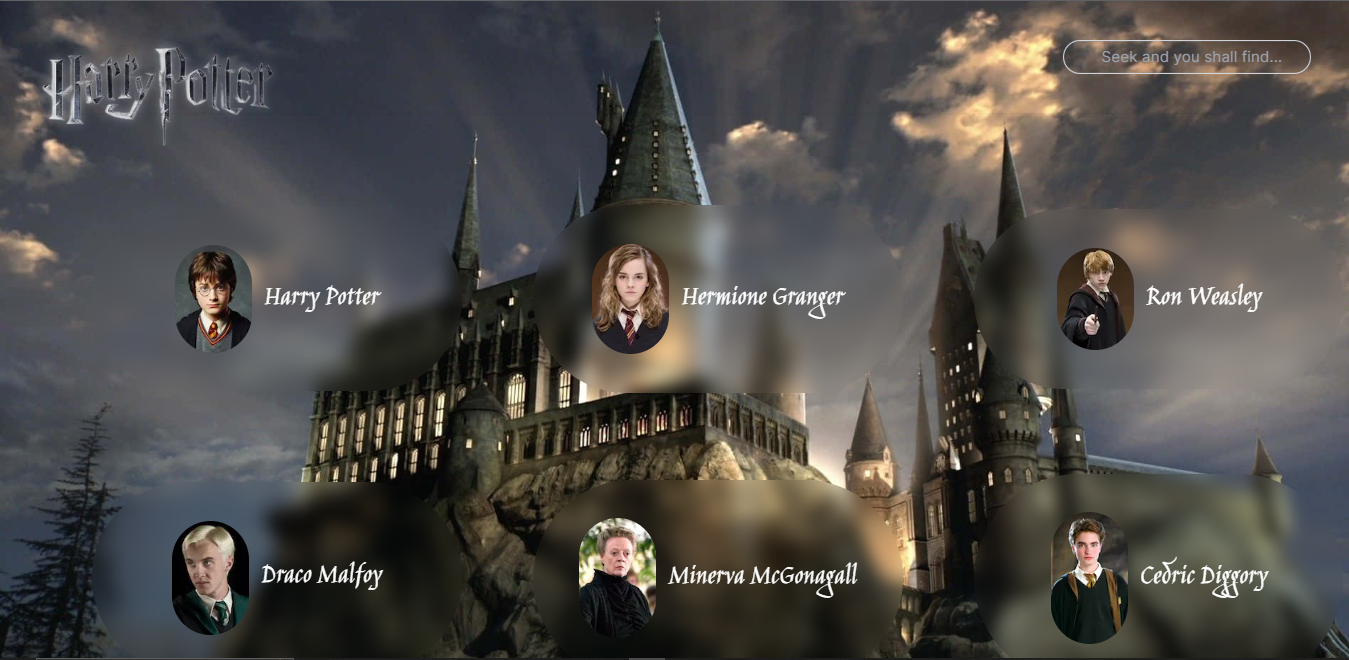 Harry Potter
Seek and you shall find...
Harry Potter
Hermione Granger
Ron Weasley
Draco Malfoy
Minerva McGonagall
Cedric Diggory